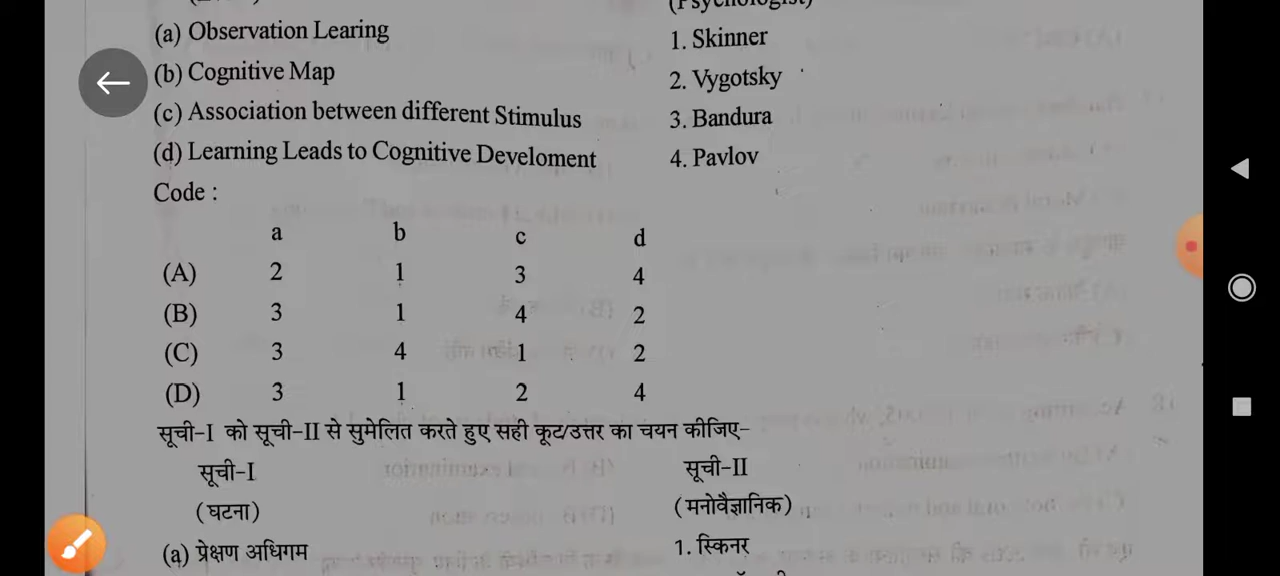 (Psychologist)
(a) Observation Learing 1. Skinner
(b) Cognitive Map 2. Vygotsky
(c) Association between different Stimulus 3. Bandura
(d) Learning Leads to Cognitive Develoment 4. Pavlov
Code :
a b c d
(A) 2 1 3 4
(B) 3 1 4 2
(C) 3 4 1 2
(D) 3 1 2 4
सूची-I को सूची-II से सुमेलित करते हुए सही कूट/उत्तर का चयन कीजिए-
सूची-I सूची-II
(घटना) (मनोवैज्ञानिक)
(a) प्रेक्षण अधिगम 1. स्किनर